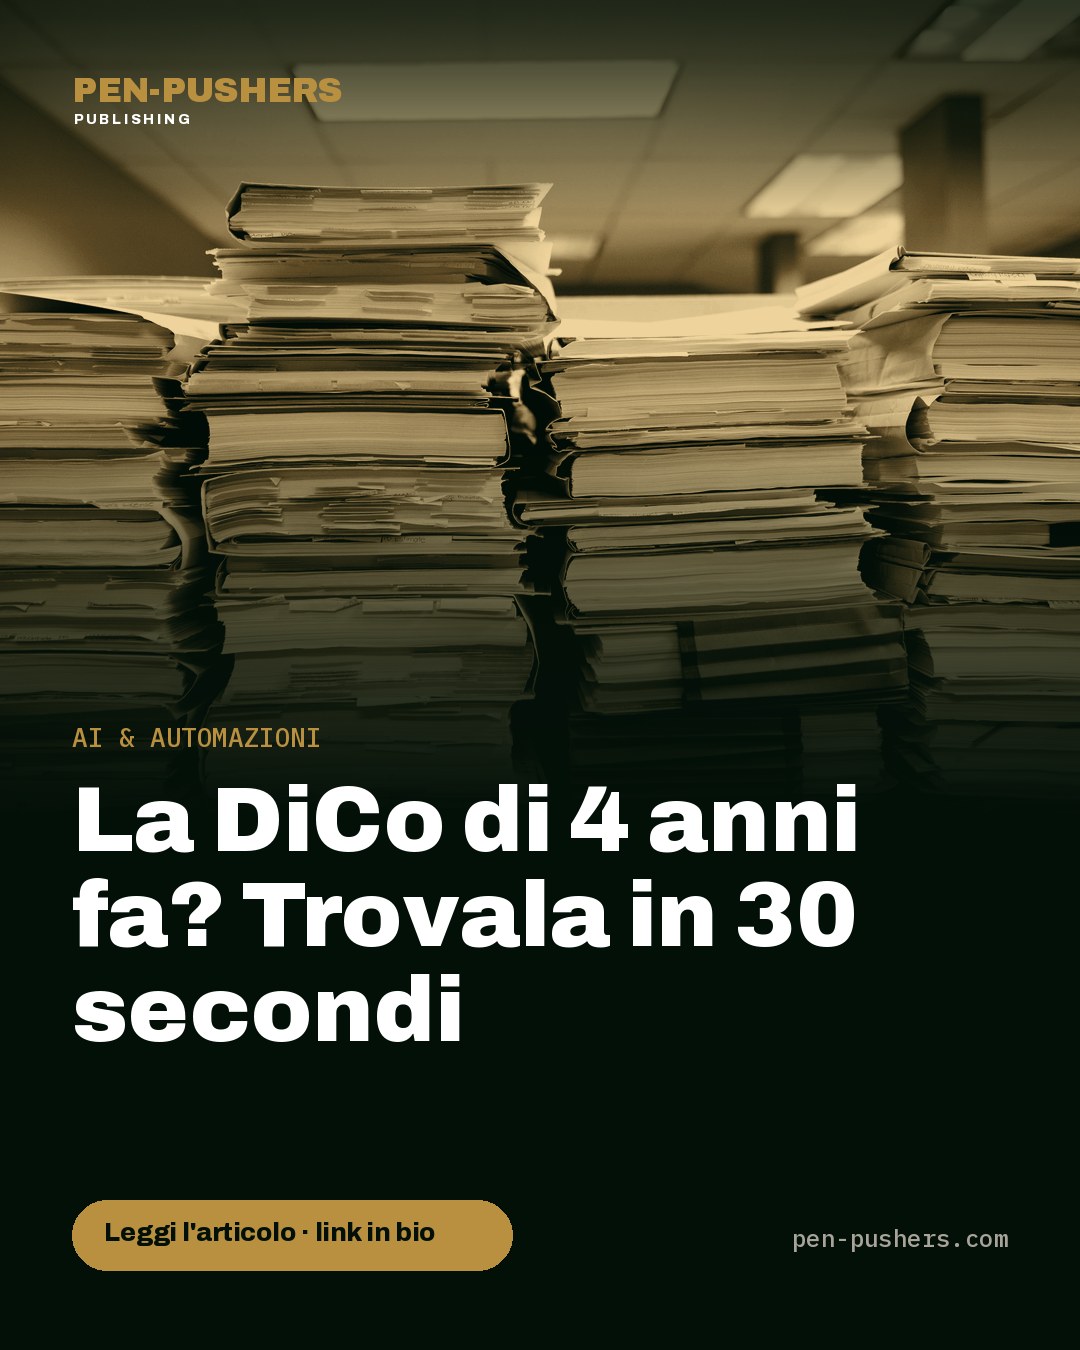 PEN-PUSHERS
PUBLISHING
AI & AUTOMAZIONI
La DiCo di 4 anni
fa? Trovala in 30
secondi
Leggi l'articolo · link in bio
pen-pushers.com